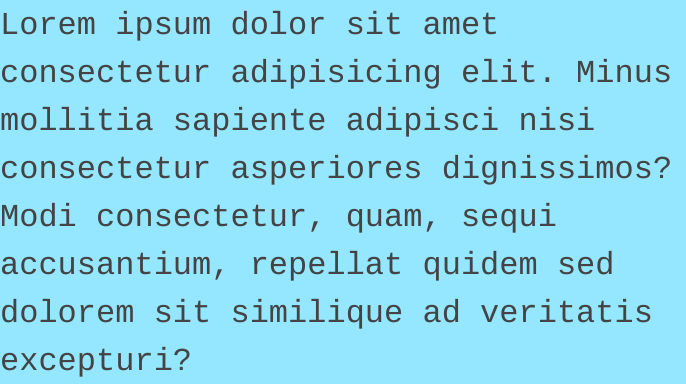 Lorem ipsum dolor sit amet
consectetur adipisicing elit. Minus
mollitia sapiente adipisci nisi
consectetur asperiores dignissimos?
Modi consectetur, quam, sequi
accusantium, repellat quidem sed
dolorem sit similique ad veritatis
excepturi?